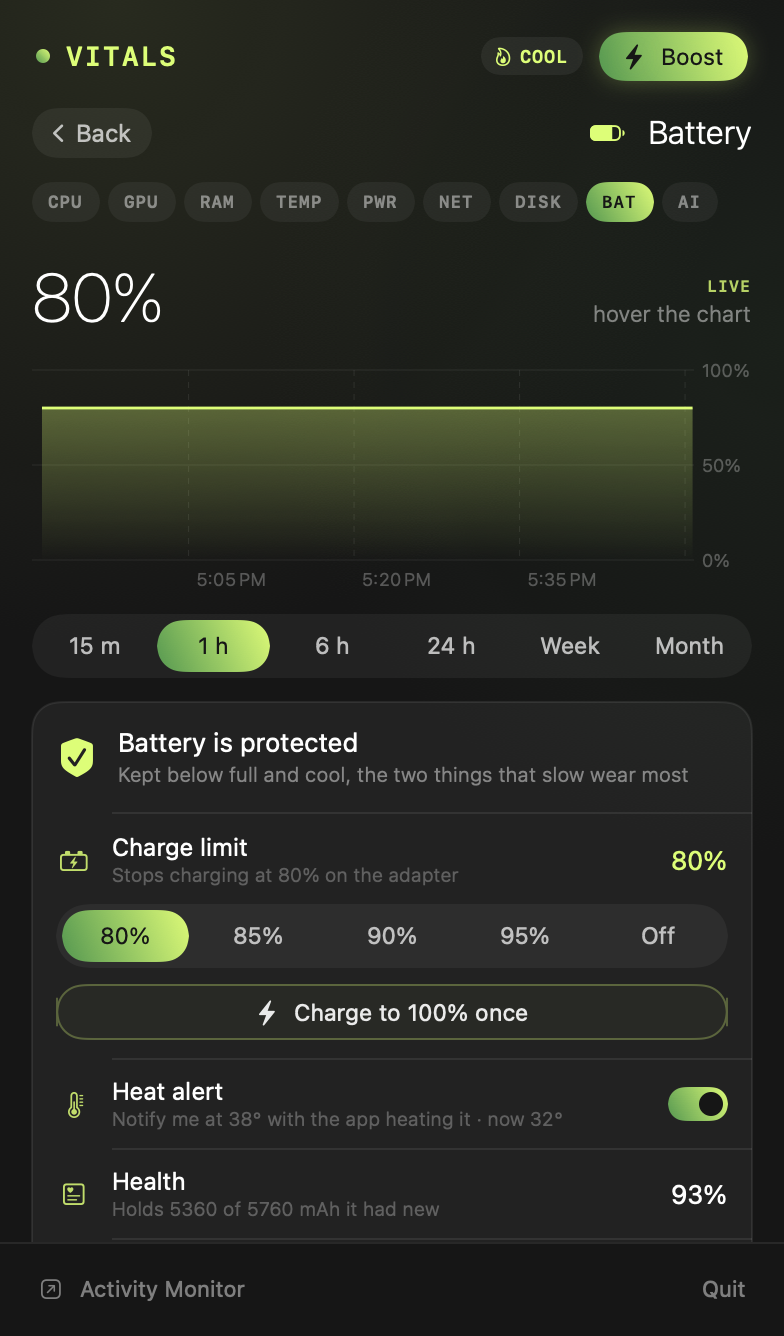 VITALS
COOL
Boost
Back
Battery
CPU GPU RAM TEMP PWR NET DISK BAT AI
80%
LIVE
hover the chart
100%
50%
0%
5:05 PM 5:20 PM 5:35 PM
15 m 1 h 6 h 24 h Week Month
Battery is protected
Kept below full and cool, the two things that slow wear most
Charge limit
Stops charging at 80% on the adapter
80%
80% 85% 90% 95% Off
Charge to 100% once
Heat alert
Notify me at 38° with the app heating it · now 32°
Health
Holds 5360 of 5760 mAh it had new
93%
Activity Monitor
Quit